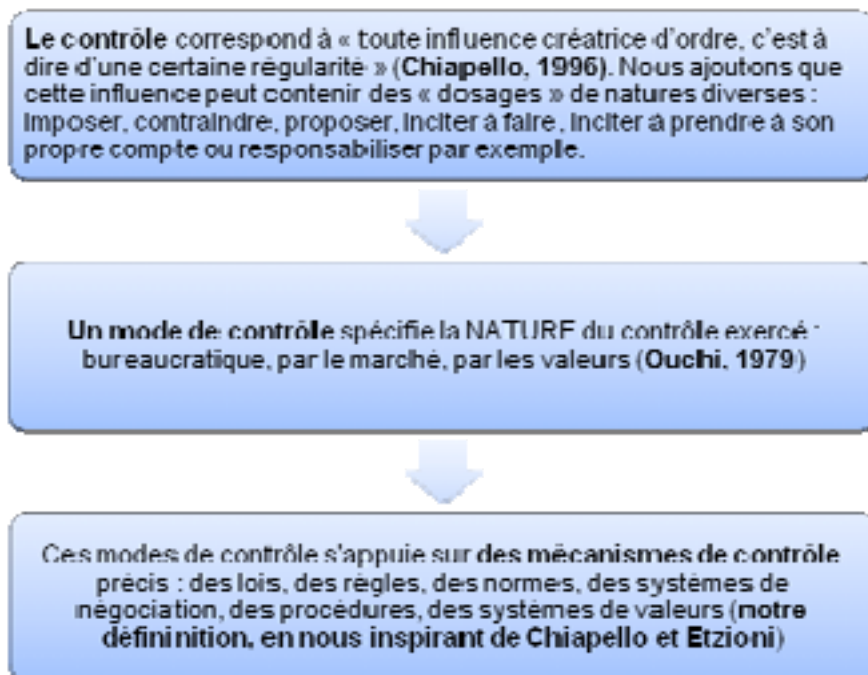 Le contrôle correspond à « toute influence créatrice d'ordre, c'est à
dire d'une certaine régularité » (Chiapello, 1996). Nous ajoutons que
cette influence peut contenir des « dosages » de natures diverses :
imposer, contraindre, proposer, inciter à faire, inciter à prendre à son
propre compte ou responsabiliser par exemple.
Un mode de contrôle spécifie la NATURE du contrôle exercé :
bureaucratique, par le marché, par les valeurs (Ouchi, 1979)
Ces modes de contrôle s'appuie sur des mécanismes de contrôle
précis : des lois, des règles, des normes, des systèmes de
négociation, des procédures, des systèmes de valeurs (notre
défininition, en nous inspirant de Chiapello et Etzioni)